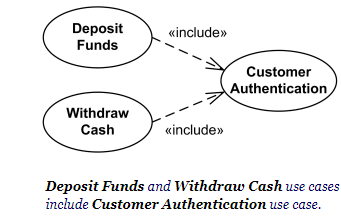 Deposit
Funds
«include»
Customer
Authentication
Withdraw
Cash
«include»
Deposit Funds and Withdraw Cash use cases
include Customer Authentication use case.